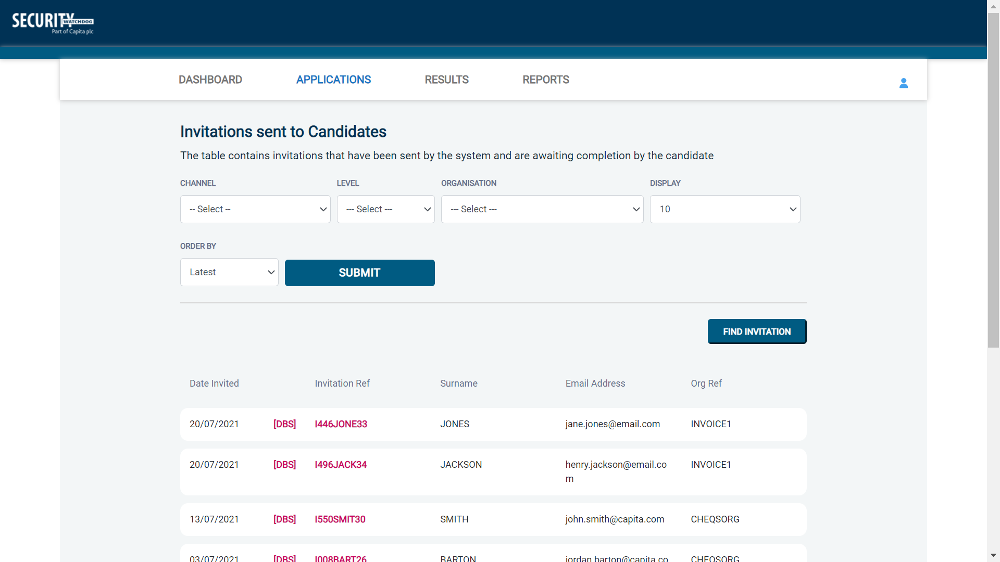 SECURITY
WATCHDOG
Part of Capita plc
DASHBOARD APPLICATIONS RESULTS REPORTS
Invitations sent to Candidates
The table contains invitations that have been sent by the system and are awaiting completion by the candidate
CHANNEL LEVEL ORGANISATION DISPLAY
-- Select -- --- Select --- --- Select --- 10
ORDER BY
Latest SUBMIT
FIND INVITATION
Date Invited Invitation Ref Surname Email Address Org Ref
20/07/2021 [DBS] I446JONE33 JONES jane.jones@email.com INVOICE1
20/07/2021 [DBS] I496JACK34 JACKSON henry.jackson@email.co INVOICE1
m
13/07/2021 [DBS] I550SMIT30 SMITH john.smith@capita.com CHEQSORG
03/07/2021 [DBS] I008BART26 BARTON jordan.barton@capita.co CHEQSORG